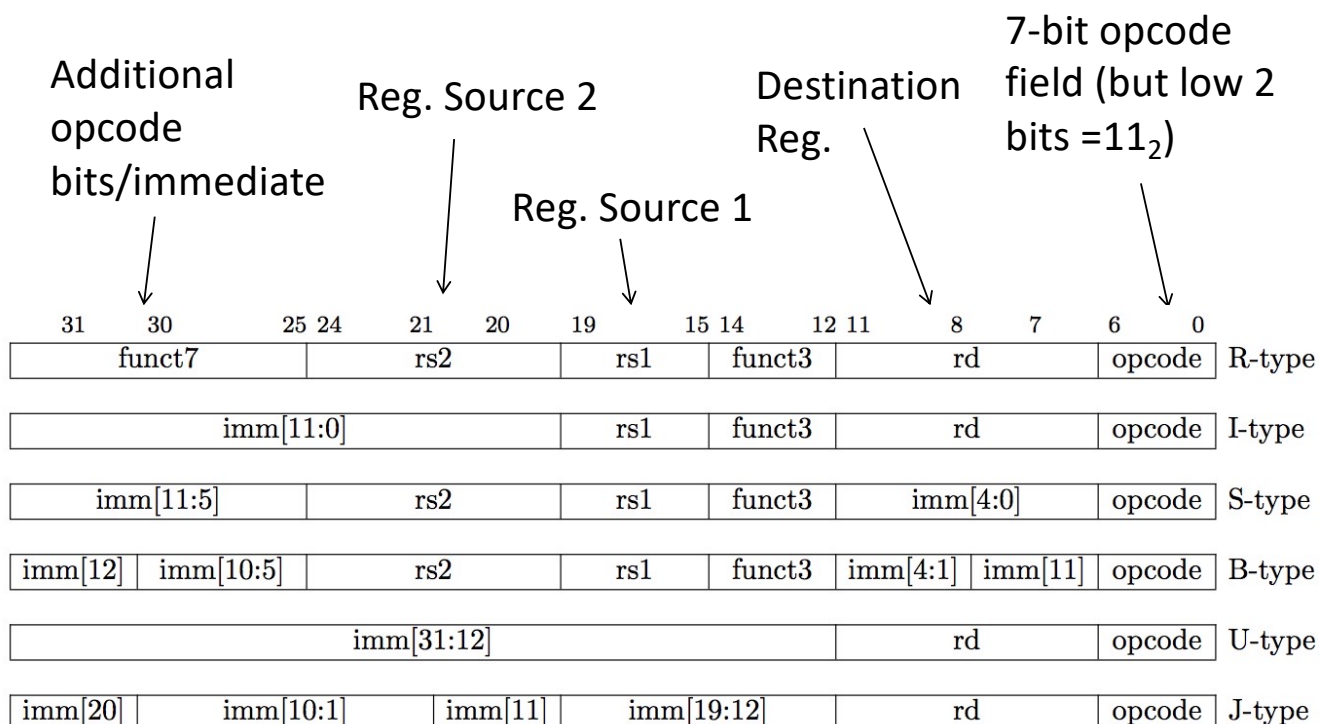 Additional
opcode
bits/immediate
Reg. Source 2
Reg. Source 1
Destination
Reg.
7-bit opcode
field (but low 2
bits =11₂)
31 30 25 24 21 20 19 15 14 12 11 8 7 6 0
funct7 rs2 rs1 funct3 rd opcode R-type
imm[11:0] rs1 funct3 rd opcode I-type
imm[11:5] rs2 rs1 funct3 imm[4:0] opcode S-type
imm[12] imm[10:5] rs2 rs1 funct3 imm[4:1] imm[11] opcode B-type
imm[31:12] rd opcode U-type
imm[20] imm[10:1] imm[11] imm[19:12] rd opcode J-type